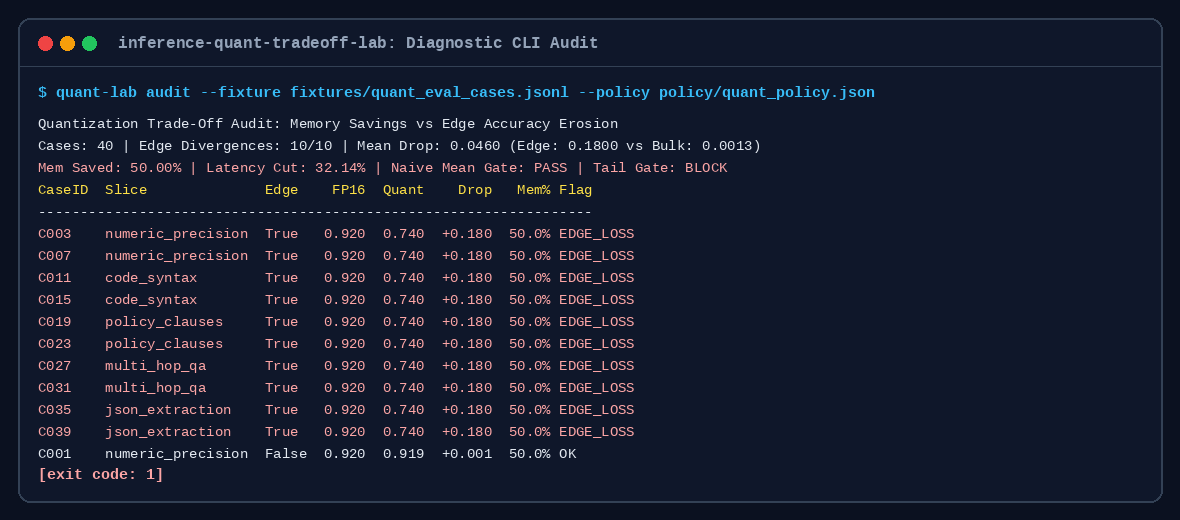 inference-quant-tradeoff-lab: Diagnostic CLI Audit
$ quant-lab audit --fixture fixtures/quant_eval_cases.jsonl --policy policy/quant_policy.json
Quantization Trade-Off Audit: Memory Savings vs Edge Accuracy Erosion
Cases: 40 | Edge Divergences: 10/10 | Mean Drop: 0.0460 (Edge: 0.1800 vs Bulk: 0.0013)
Mem Saved: 50.00% | Latency Cut: 32.14% | Naive Mean Gate: PASS | Tail Gate: BLOCK
CaseID  Slice              Edge    FP16  Quant    Drop   Mem% Flag
------------------------------------------------------------------
C003    numeric_precision  True   0.920  0.740  +0.180  50.0% EDGE_LOSS
C007    numeric_precision  True   0.920  0.740  +0.180  50.0% EDGE_LOSS
C011    code_syntax        True   0.920  0.740  +0.180  50.0% EDGE_LOSS
C015    code_syntax        True   0.920  0.740  +0.180  50.0% EDGE_LOSS
C019    policy_clauses     True   0.920  0.740  +0.180  50.0% EDGE_LOSS
C023    policy_clauses     True   0.920  0.740  +0.180  50.0% EDGE_LOSS
C027    multi_hop_qa       True   0.920  0.740  +0.180  50.0% EDGE_LOSS
C031    multi_hop_qa       True   0.920  0.740  +0.180  50.0% EDGE_LOSS
C035    json_extraction    True   0.920  0.740  +0.180  50.0% EDGE_LOSS
C039    json_extraction    True   0.920  0.740  +0.180  50.0% EDGE_LOSS
C001    numeric_precision  False  0.920  0.919  +0.001  50.0% OK
[exit code: 1]